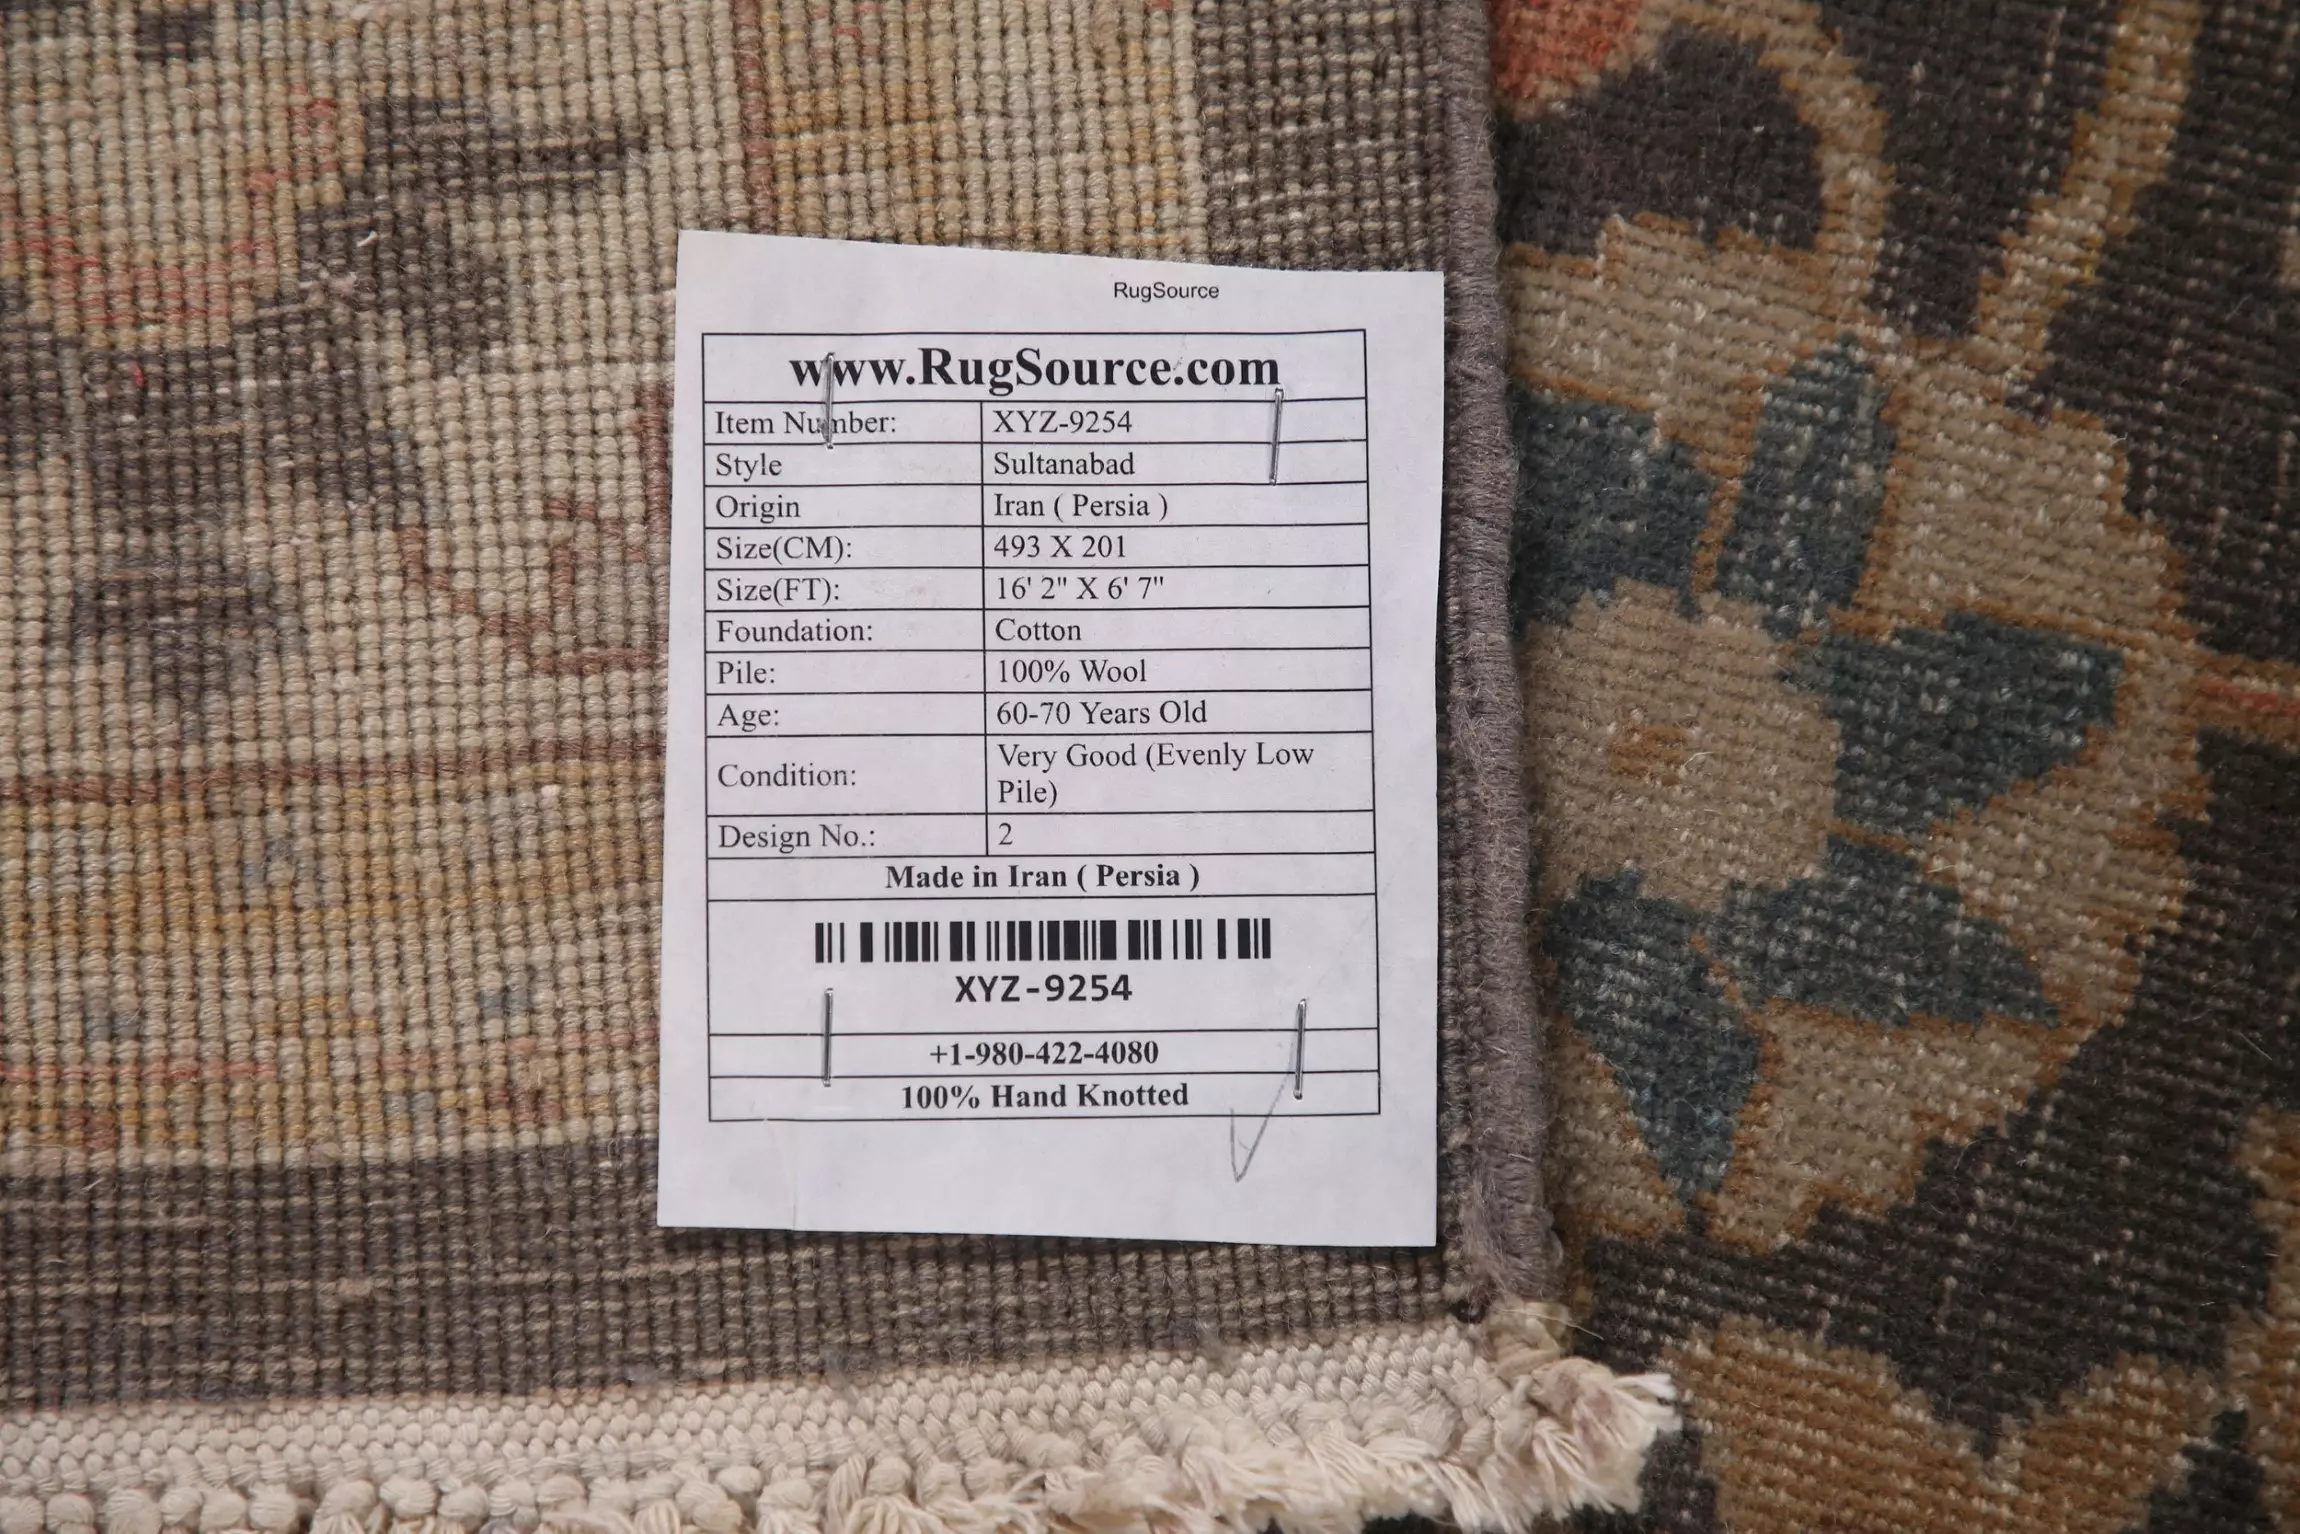 RugSource
www.RugSource.com
Item Number: XYZ-9254
Style Sultanabad
Origin Iran ( Persia )
Size(CM): 493 X 201
Size(FT): 16' 2" X 6' 7"
Foundation: Cotton
Pile: 100% Wool
Age: 60-70 Years Old
Condition: Very Good (Evenly Low
Pile)
Design No.: 2
Made in Iran ( Persia )
XYZ-9254
+1-980-422-4080
100% Hand Knotted